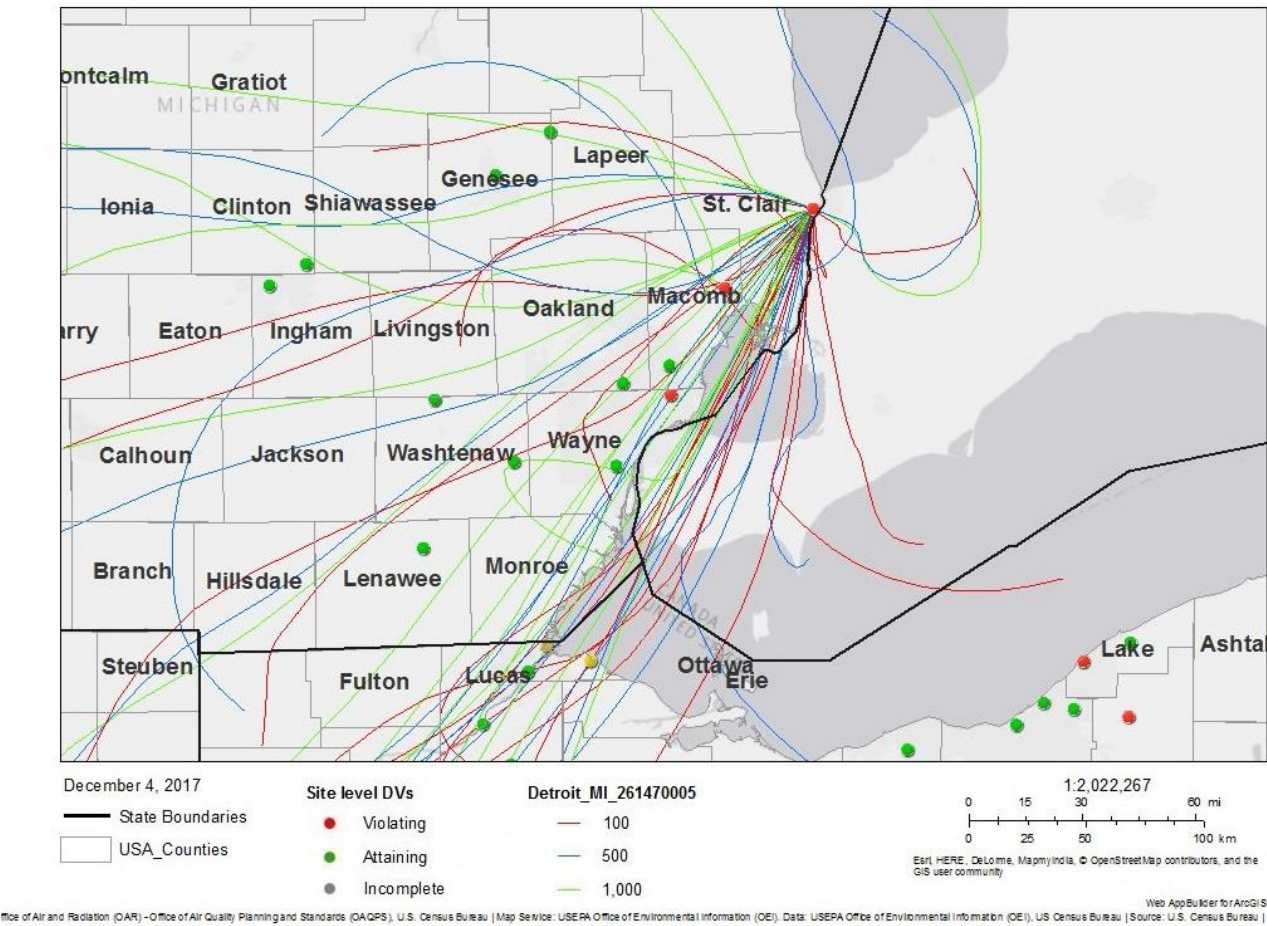 ontcalm
Gratiot
MICHIGAN
Lapeer
Genesee
Ionia
Clinton
Shiawassee
St. Clair
Macomb
Oakland
arry
Eaton
Ingham
Livingston
Wayne
Calhoun
Jackson
Washtenaw
Branch
Hillsdale
Lenawee
Monroe
CANADA
UNITED
Steuben
Fulton
Lucas
Ottawa
Erie
Lake
Ashta
December 4, 2017
State Boundaries
USA_Counties
Site level DVs
Violating
Attaining
Incomplete
Detroit_MI_261470005
100
500
1,000
1:2,022,267
0 15 30 60 mi
0 25 50 100 km
Esri, HERE, DeLorme, MapmyIndia, © OpenStreetMap contributors, and the
GIS user community
Web AppBuilder for ArcGIS
ffice of Air and Radiation (OAR) - Office of Air Quality Planning and Standards (OAQPS), U.S. Census Bureau | Map Service: USEPA Office of Environmental Information (OEI). Data: USEPA Office of Environmental Information (OEI), US Census Bureau | Source: U.S. Census Bureau |